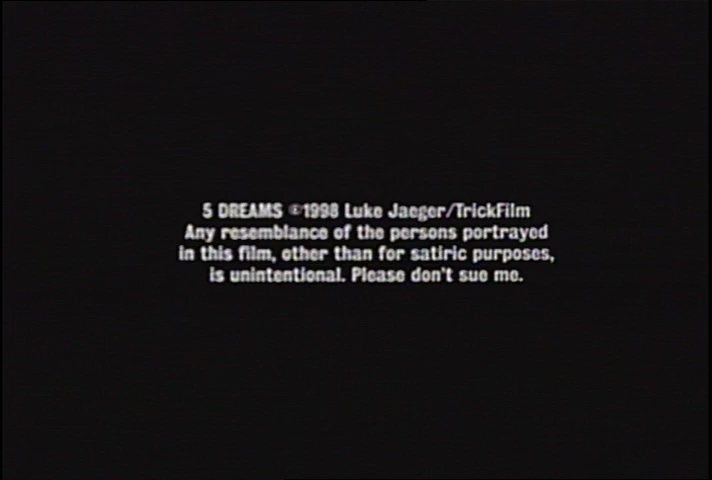 5 DREAMS ©1998 Luke Jaeger/TrickFilm
Any resemblance of the persons portrayed
in this film, other than for satiric purposes,
is unintentional. Please don't sue me.